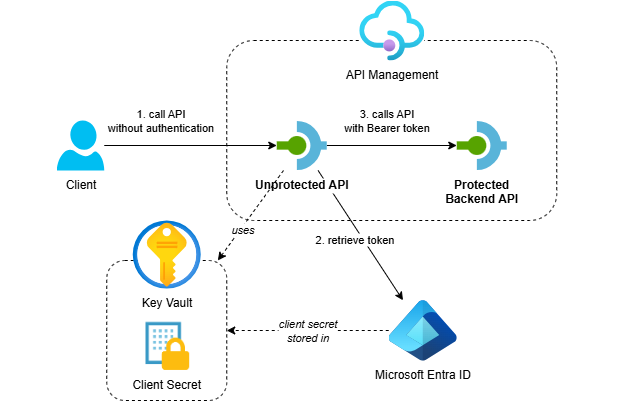 API Management
1. call API
without authentication
3. calls API
with Bearer token
Client
Unprotected API
Protected
Backend API
uses
2. retrieve token
Key Vault
client secret
stored in
Client Secret
Microsoft Entra ID